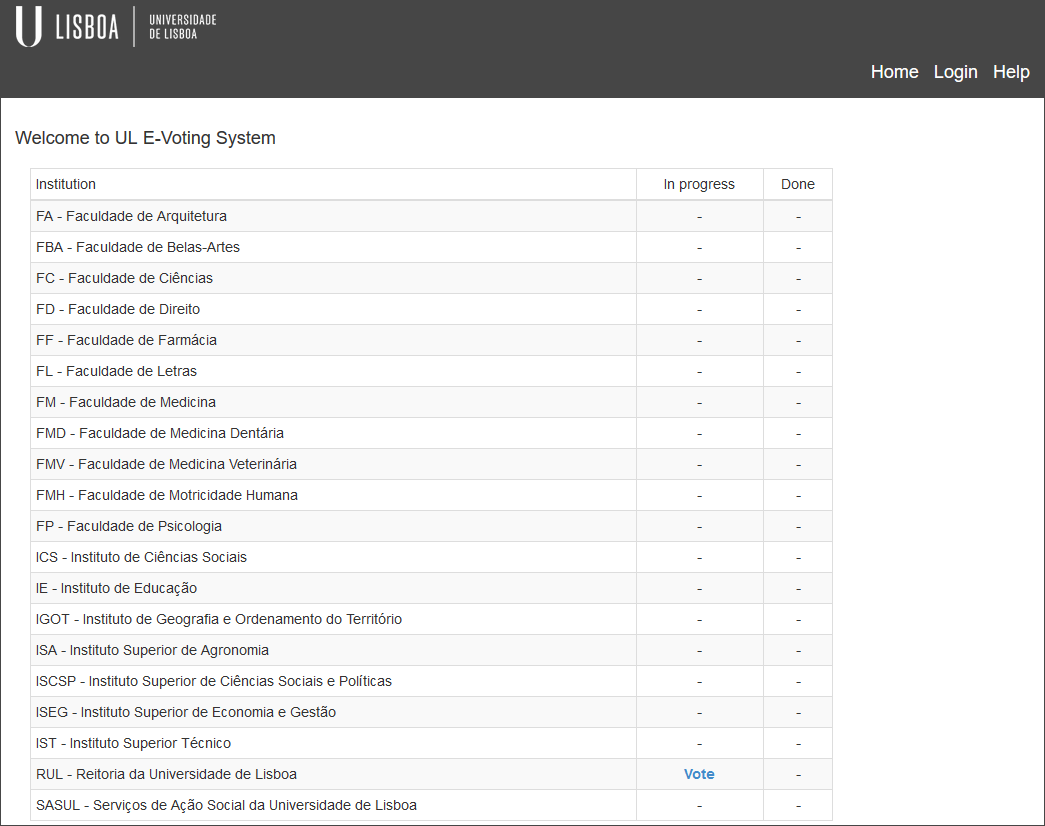 U LISBOA | UNIVERSIDADE
DE LISBOA
Home Login Help
Welcome to UL E-Voting System
Institution In progress Done
FA - Faculdade de Arquitetura - -
FBA - Faculdade de Belas-Artes - -
FC - Faculdade de Ciências - -
FD - Faculdade de Direito - -
FF - Faculdade de Farmácia - -
FL - Faculdade de Letras - -
FM - Faculdade de Medicina - -
FMD - Faculdade de Medicina Dentária - -
FMV - Faculdade de Medicina Veterinária - -
FMH - Faculdade de Motricidade Humana - -
FP - Faculdade de Psicologia - -
ICS - Instituto de Ciências Sociais - -
IE - Instituto de Educação - -
IGOT - Instituto de Geografia e Ordenamento do Território - -
ISA - Instituto Superior de Agronomia - -
ISCSP - Instituto Superior de Ciências Sociais e Políticas - -
ISEG - Instituto Superior de Economia e Gestão - -
IST - Instituto Superior Técnico - -
RUL - Reitoria da Universidade de Lisboa Vote -
SASUL - Serviços de Ação Social da Universidade de Lisboa - -